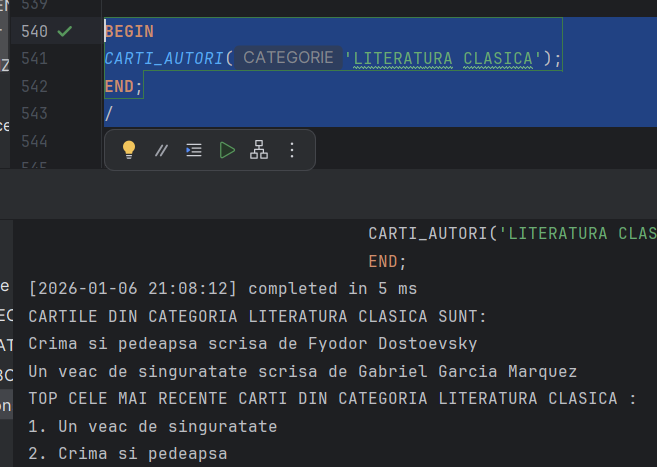 539
540 BEGIN
541 CARTI_AUTORI( CATEGORIE 'LITERATURA CLASICA');
542 END;
543 /
544
545
CARTI_AUTORI('LITERATURA CLAS
END;
[2026-01-06 21:08:12] completed in 5 ms
CARTILE DIN CATEGORIA LITERATURA CLASICA SUNT:
Crima si pedeapsa scrisa de Fyodor Dostoevsky
Un veac de singuratate scrisa de Gabriel Garcia Marquez
TOP CELE MAI RECENTE CARTI DIN CATEGORIA LITERATURA CLASICA :
1. Un veac de singuratate
2. Crima si pedeapsa